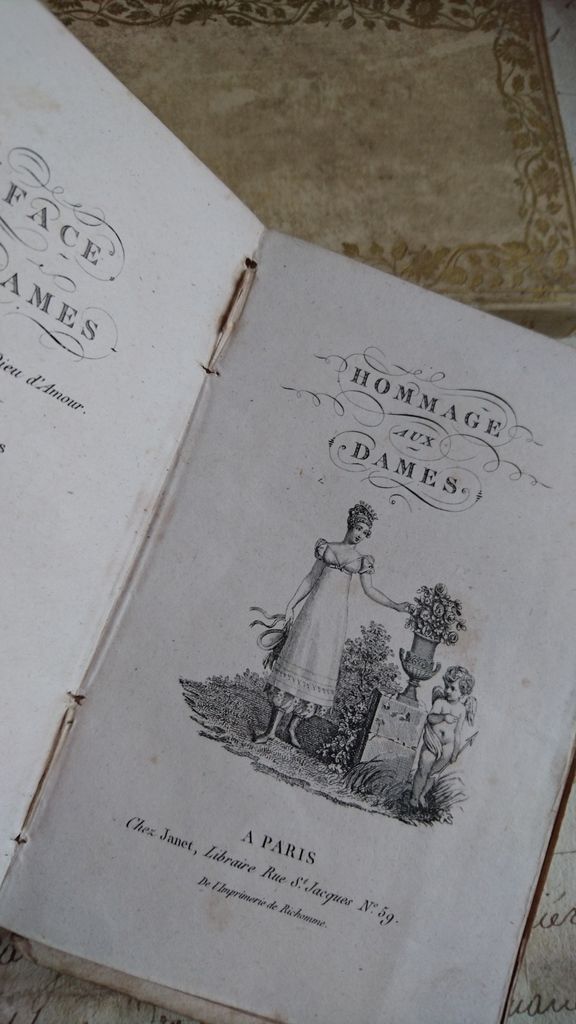 FACE
AMES
Dieu d'Amour.
s
HOMMAGE
AUX
DAMES
A PARIS
Chez Janet, Libraire Rue St. Jacques No. 59.
De l'Imprimerie de Richomme.